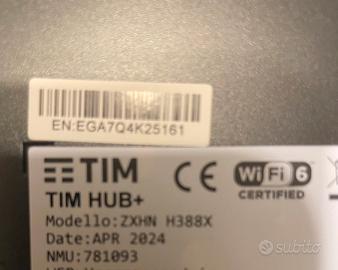 EN:EGA7Q4K25161
TIM
CE
WiFi 6
CERTIFIED
TIM HUB+
Modello:ZXHN H388X
Date:APR 2024
NMU:781093
subito